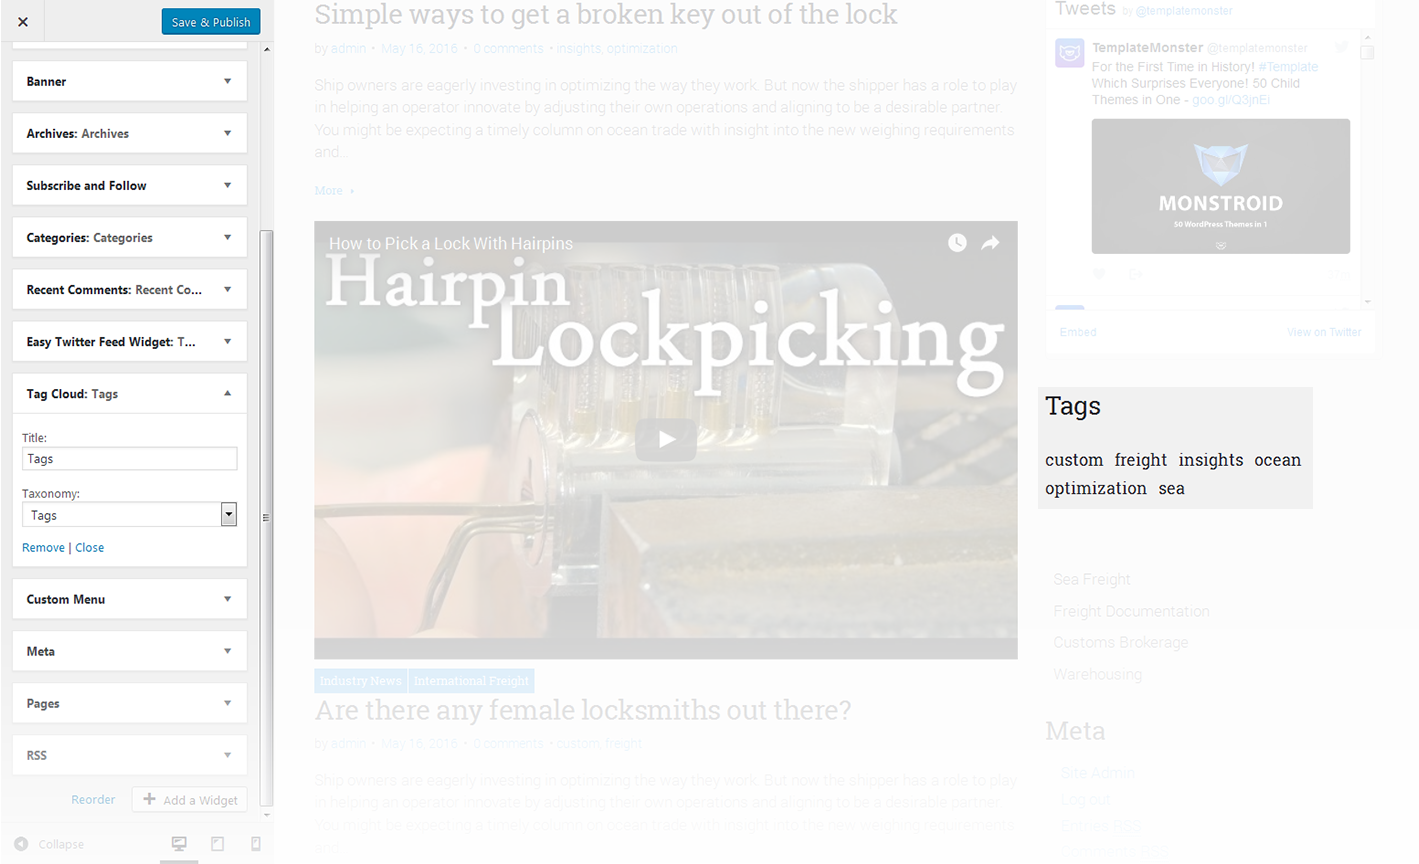 Save & Publish
Banner
Archives: Archives
Subscribe and Follow
Categories: Categories
Recent Comments: Recent Co...
Easy Twitter Feed Widget: T...
Tag Cloud: Tags
Title:
Tags
Taxonomy:
Tags
Remove | Close
Custom Menu
Meta
Pages
RSS
Reorder
Add a Widget
Collapse
Simple ways to get a broken key out of the lock
by admin • May 16, 2016 • 0 comments • insights, optimization
Ship owners are eagerly investing in optimizing the way they work. But now the shipper has a role to play
in helping an operator innovate by adjusting their own operations and aligning to be a desirable partner.
You might be expecting a timely column on ocean trade with insight into the new weighing requirements
and...
More
How to Pick a Lock With Hairpins
Hairpin
Lockpicking
Industry News
International Freight
Are there any female locksmiths out there?
by admin • May 16, 2016 • 0 comments • custom, freight
Ship owners are eagerly investing in optimizing the way they work. But now the shipper has a role to play
in helping an operator innovate by adjusting their own operations and aligning to be a desirable partner.
You might be expecting a timely column on ocean trade with insight into the new weighing requirements
and...
Tweets by @templatemonster
TemplateMonster @templatemonster
For the First Time in History! #Template
Which Surprises Everyone! 50 Child
Themes in One - goo.gl/Q3jnEl
MONSTROID
50 WordPress Themes in 1
Embed
View on Twitter
Tags
custom freight insights ocean
optimization sea
Sea Freight
Freight Documentation
Customs Brokerage
Warehousing
Meta
Site Admin
Log out
Entries RSS
Comments RSS